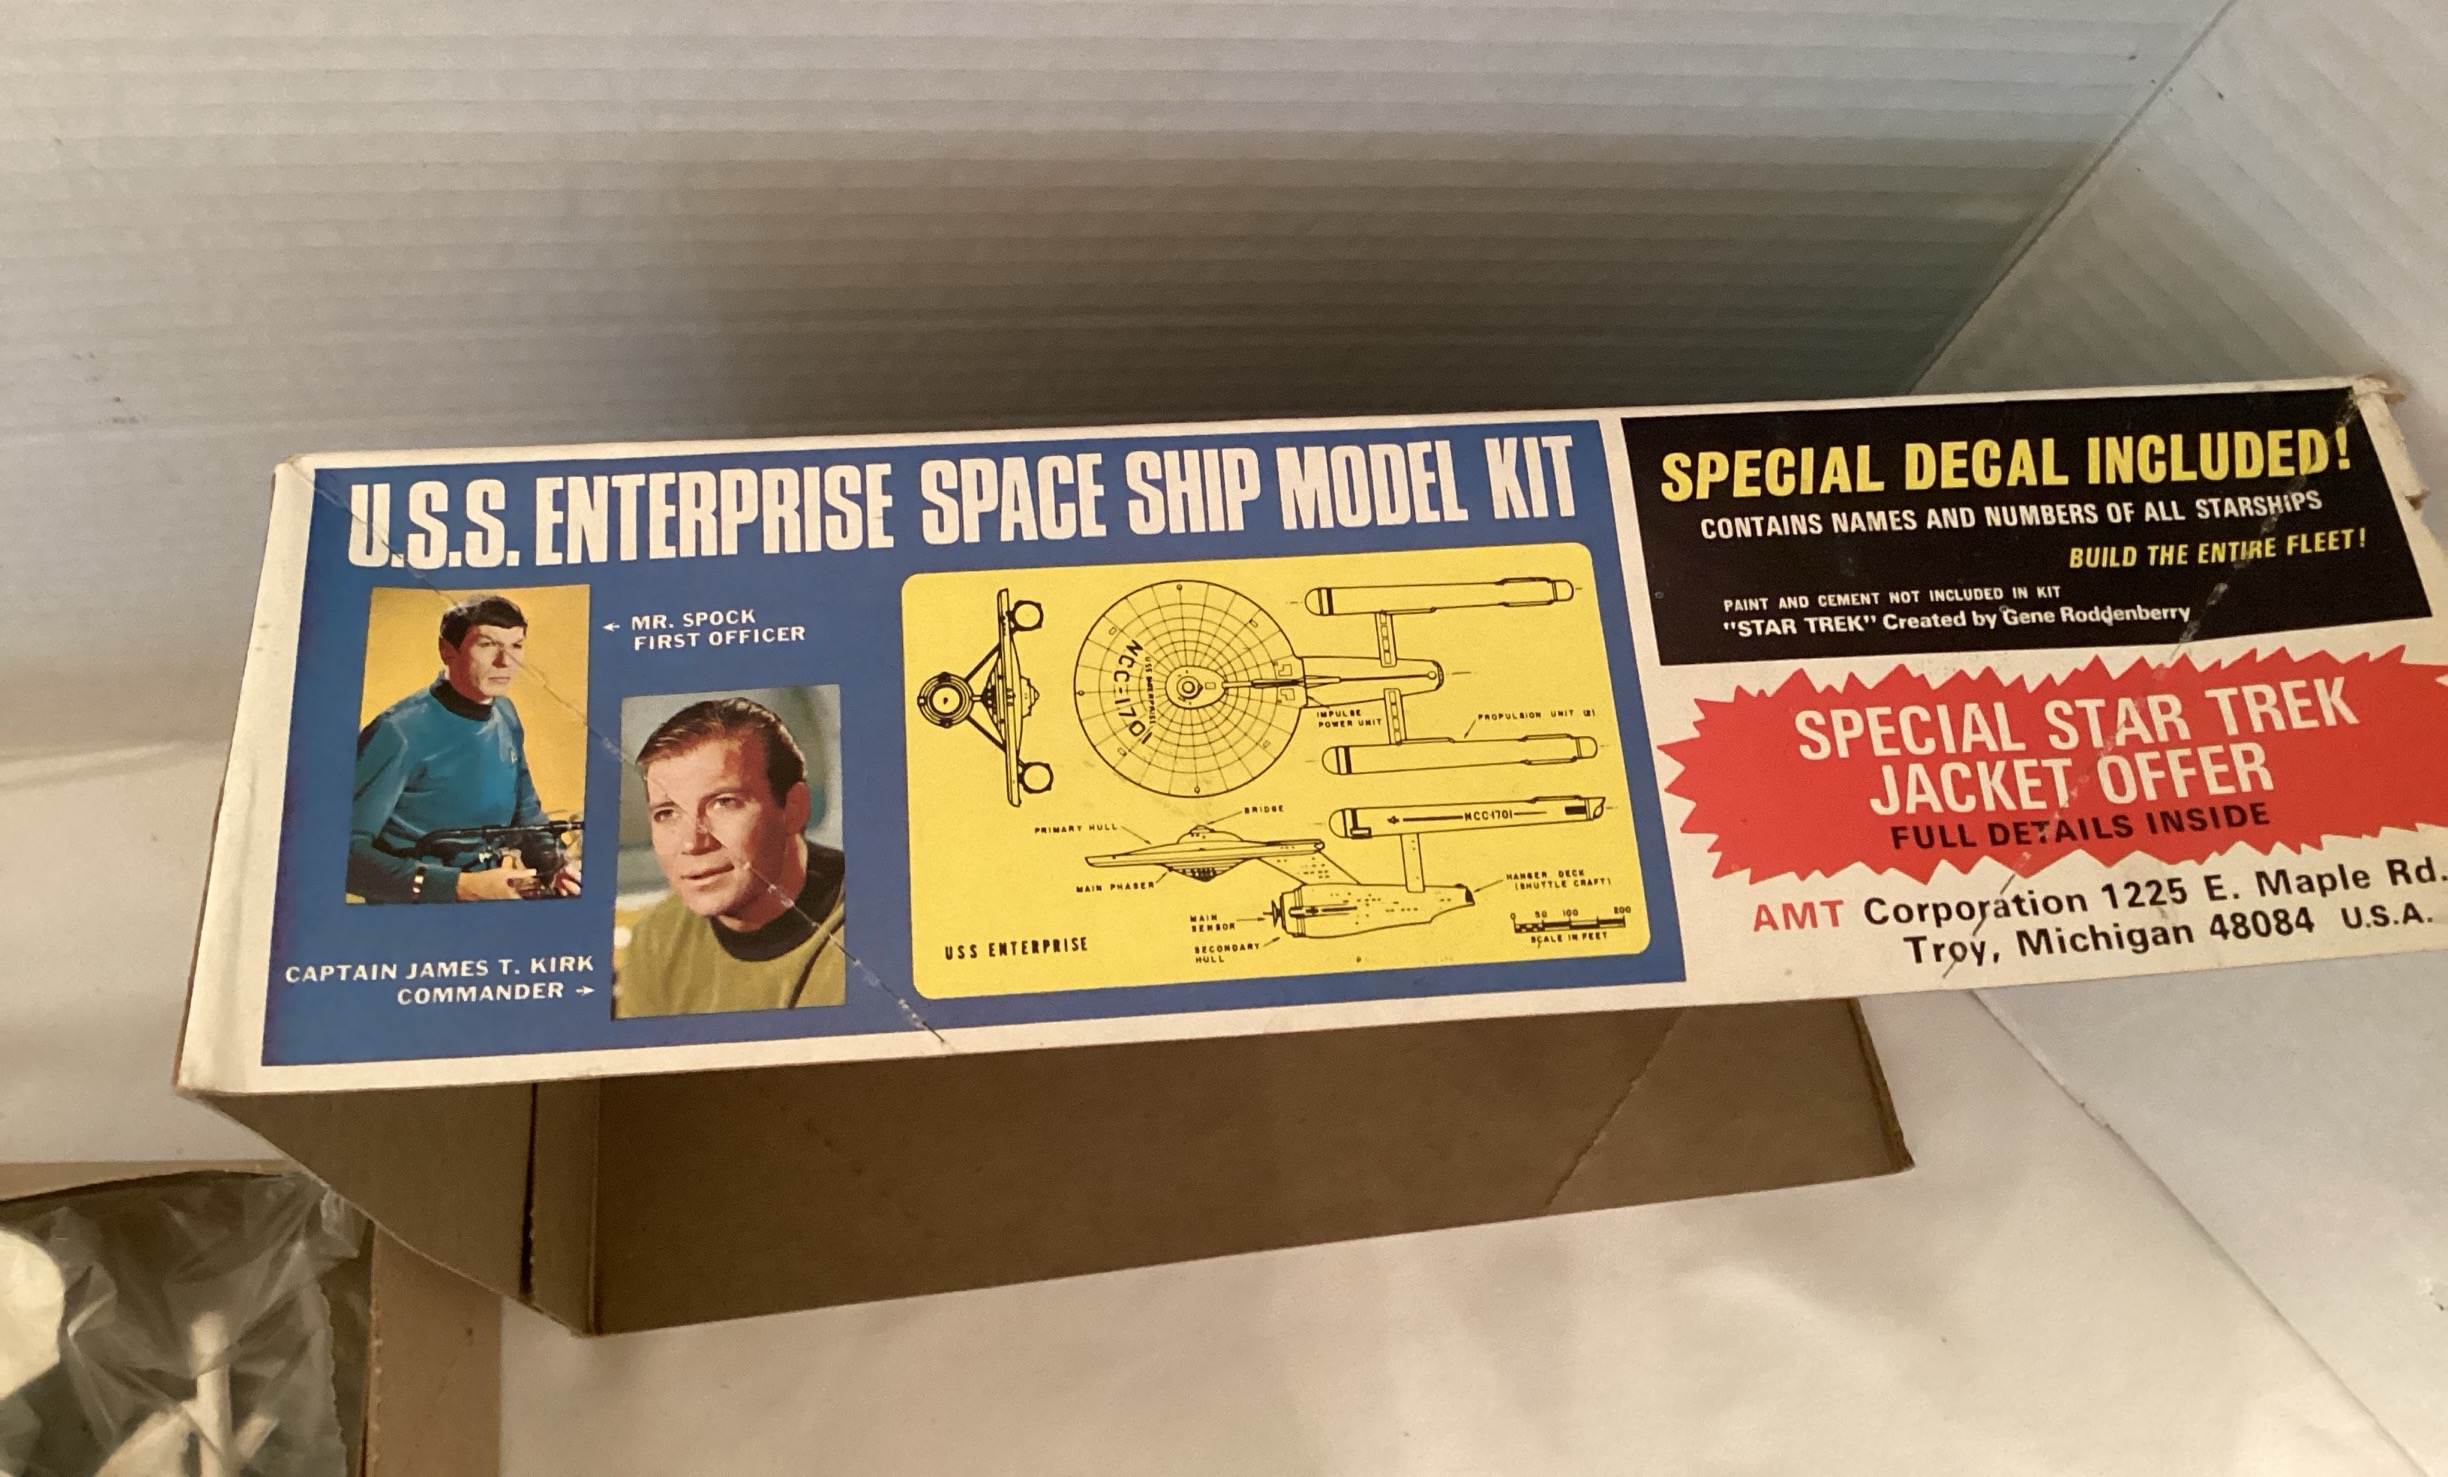 U.S.S. ENTERPRISE SPACE SHIP MODEL KIT
← MR. SPOCK
FIRST OFFICER
CAPTAIN JAMES T. KIRK
COMMANDER →
NCC-1701
USS ENTERPRISE
IMPULSE
POWER UNIT
PROPULSION UNIT (2)
BRIDGE
PRIMARY HULL
NCC-1701
MAIN PHASER
HANGER DECK
(SHUTTLE CRAFT)
MAIN
SENSOR
SECONDARY
HULL
0 50 100 200
SCALE IN FEET
USS ENTERPRISE
SPECIAL DECAL INCLUDED!
CONTAINS NAMES AND NUMBERS OF ALL STARSHIPS
BUILD THE ENTIRE FLEET!
PAINT AND CEMENT NOT INCLUDED IN KIT
"STAR TREK" Created by Gene Roddenberry
SPECIAL STAR TREK
JACKET OFFER
FULL DETAILS INSIDE
AMT Corporation 1225 E. Maple Rd.
Troy, Michigan 48084 U.S.A.